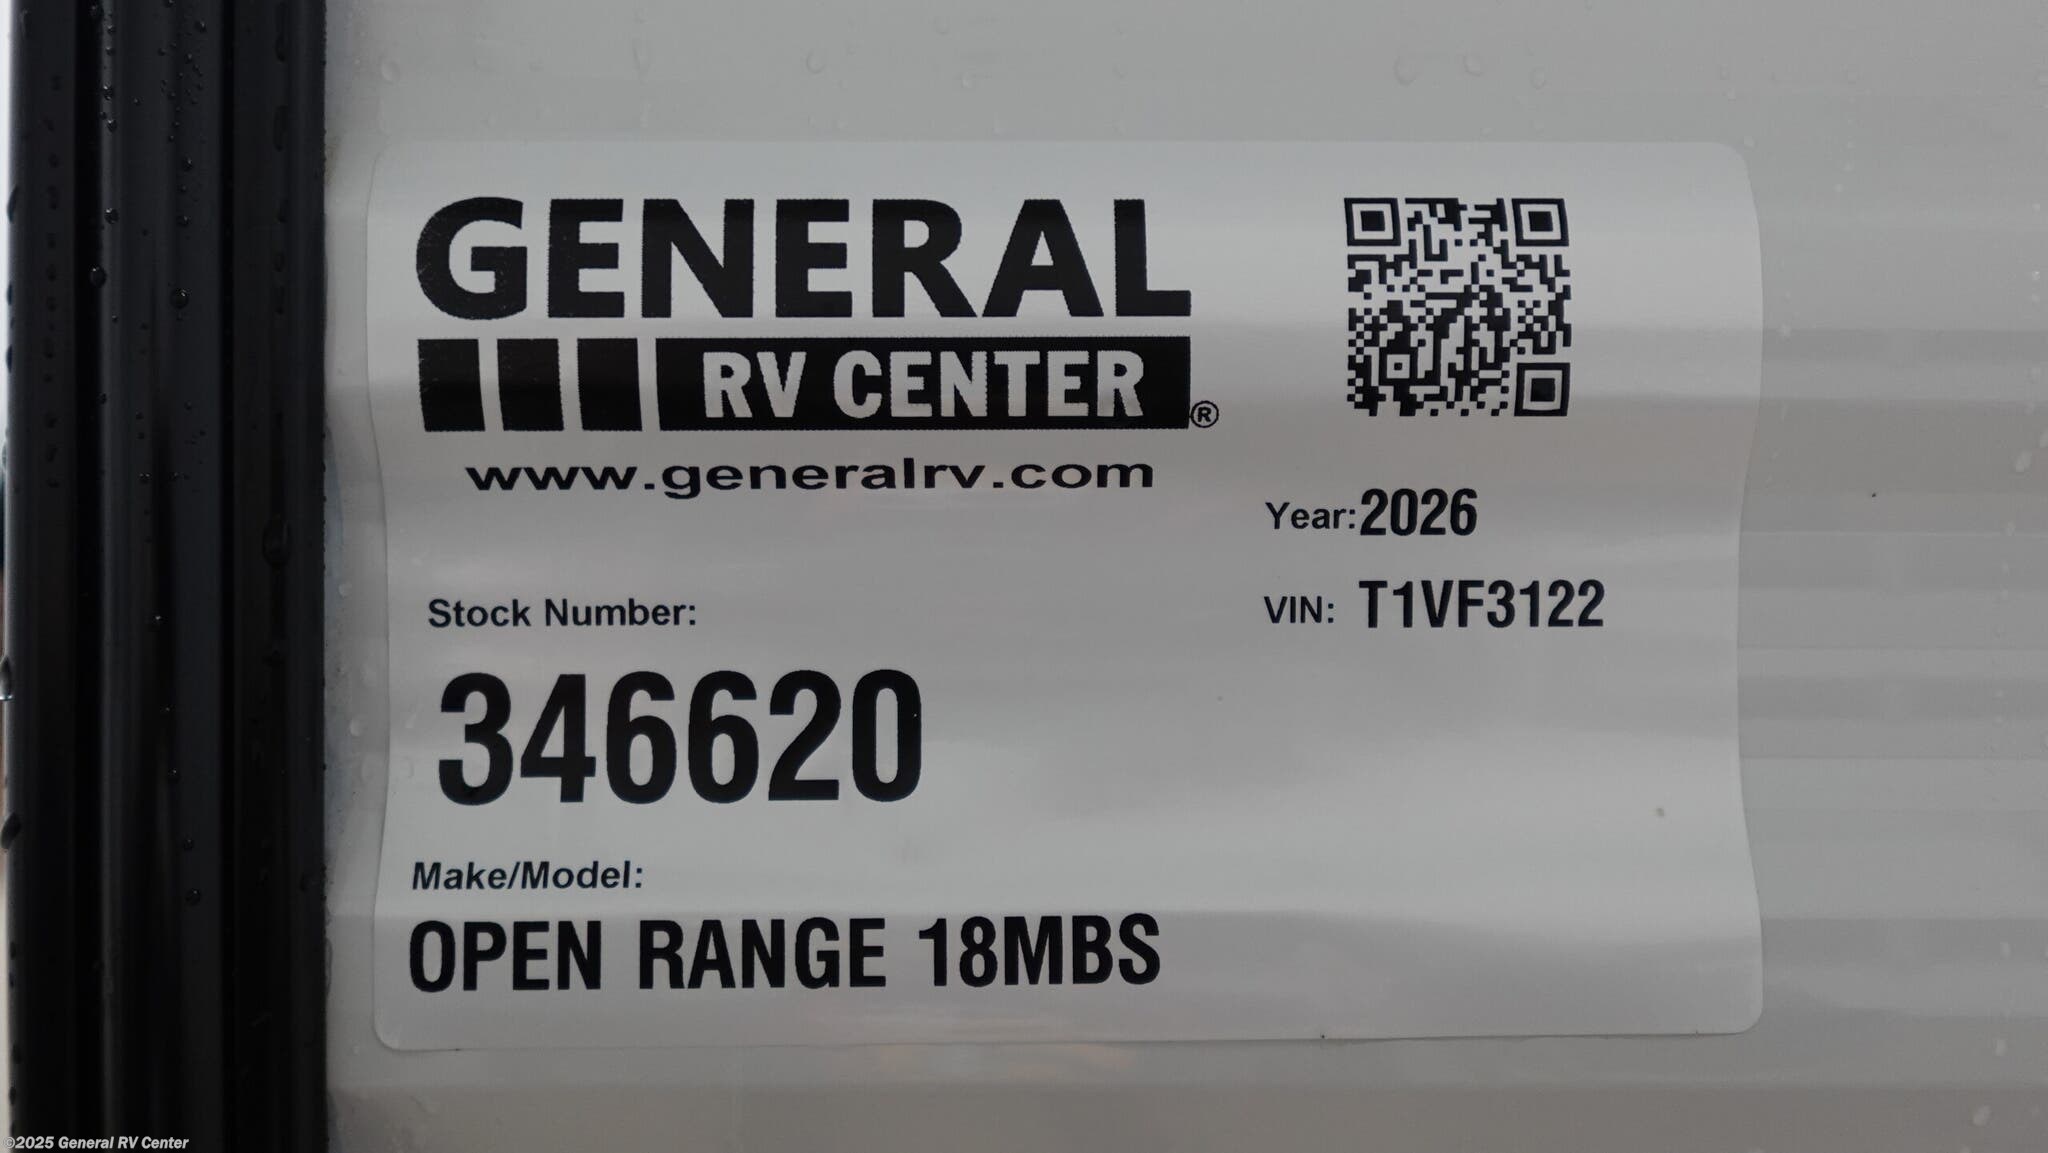 GENERAL
RV CENTER®
www.generalrv.com
Year: 2026
VIN: T1VF3122
Stock Number:
346620
Make/Model:
OPEN RANGE 18MBS
©2025 General RV Center